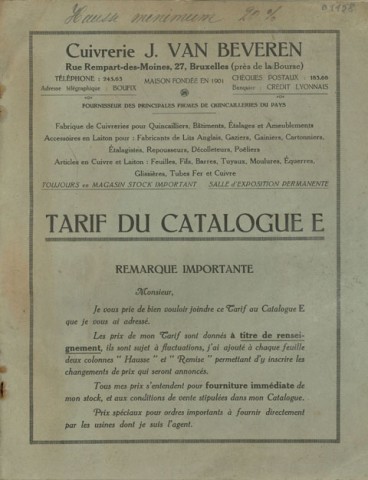 Hausse minimum 20 %
Cuivrerie J. VAN BEVEREN
Rue Rempart-des-Moines, 27, Bruxelles (près de la Bourse)
TÉLÉPHONE : 243,63 MAISON FONDÉE EN 1901 CHÈQUES POSTAUX : 163,66
Adresse télégraphique : ISOUFIX Banquier : CREDIT LYONNAIS
FOURNISSEUR DES PRINCIPALES FIRMES DE QUINCAILLERIES DU PAYS
Fabrique de Cuivreries pour Quincailliers, Bâtiments, Étalages et Ameublements
Accessoires en Laiton pour : Fabricants de Lits Anglais, Gaziers, Gainiers, Cartonniers,
Étalagistes, Repousseurs, Décolleteurs, Poêliers
Articles en Cuivre et Laiton : Feuilles, Fils, Barres, Tuyaux, Moulures, Équerres,
Glissières, Tubes Fer et Cuivre
TOUJOURS en MAGASIN STOCK IMPORTANT SALLE d'EXPOSITION PERMANENTE
TARIF DU CATALOGUE E
REMARQUE IMPORTANTE
Monsieur,
Je vous prie de bien vouloir joindre ce Tarif au Catalogue E
que je vous ai adressé.
Les prix de mon Tarif sont donnés à titre de rensei-
gnement, ils sont sujet à fluctuations, j'ai ajouté à chaque feuille
deux colonnes " Hausse " et " Remise " permettant d'y inscrire les
changements de prix qui seront annoncés.
Tous mes prix s'entendent pour fourniture immédiate de
mon stock, et aux conditions de vente stipulées dans mon Catalogue.
Prix spéciaux pour ordres importants à fournir directement
par les usines dont je suis l'agent.